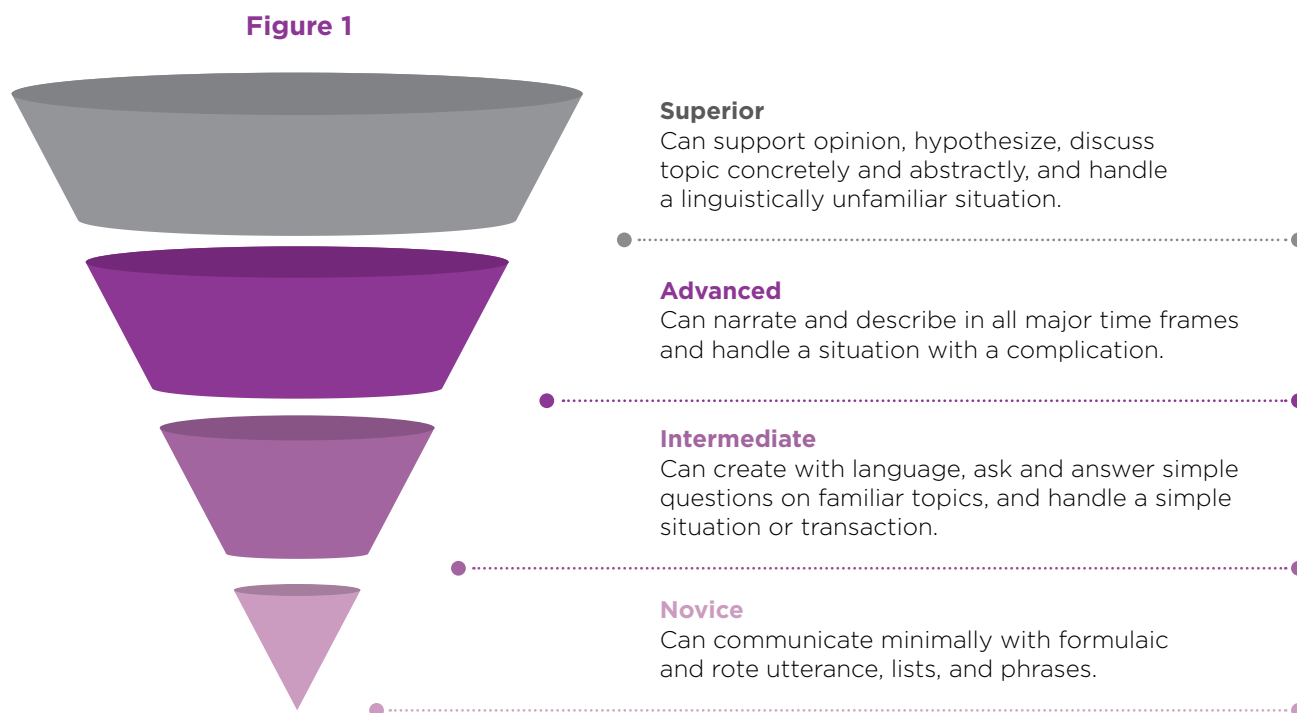 Figure 1
Superior
Can support opinion, hypothesize, discuss
topic concretely and abstractly, and handle
a linguistically unfamiliar situation.
Advanced
Can narrate and describe in all major time frames
and handle a situation with a complication.
Intermediate
Can create with language, ask and answer simple
questions on familiar topics, and handle a simple
situation or transaction.
Novice
Can communicate minimally with formulaic
and rote utterance, lists, and phrases.